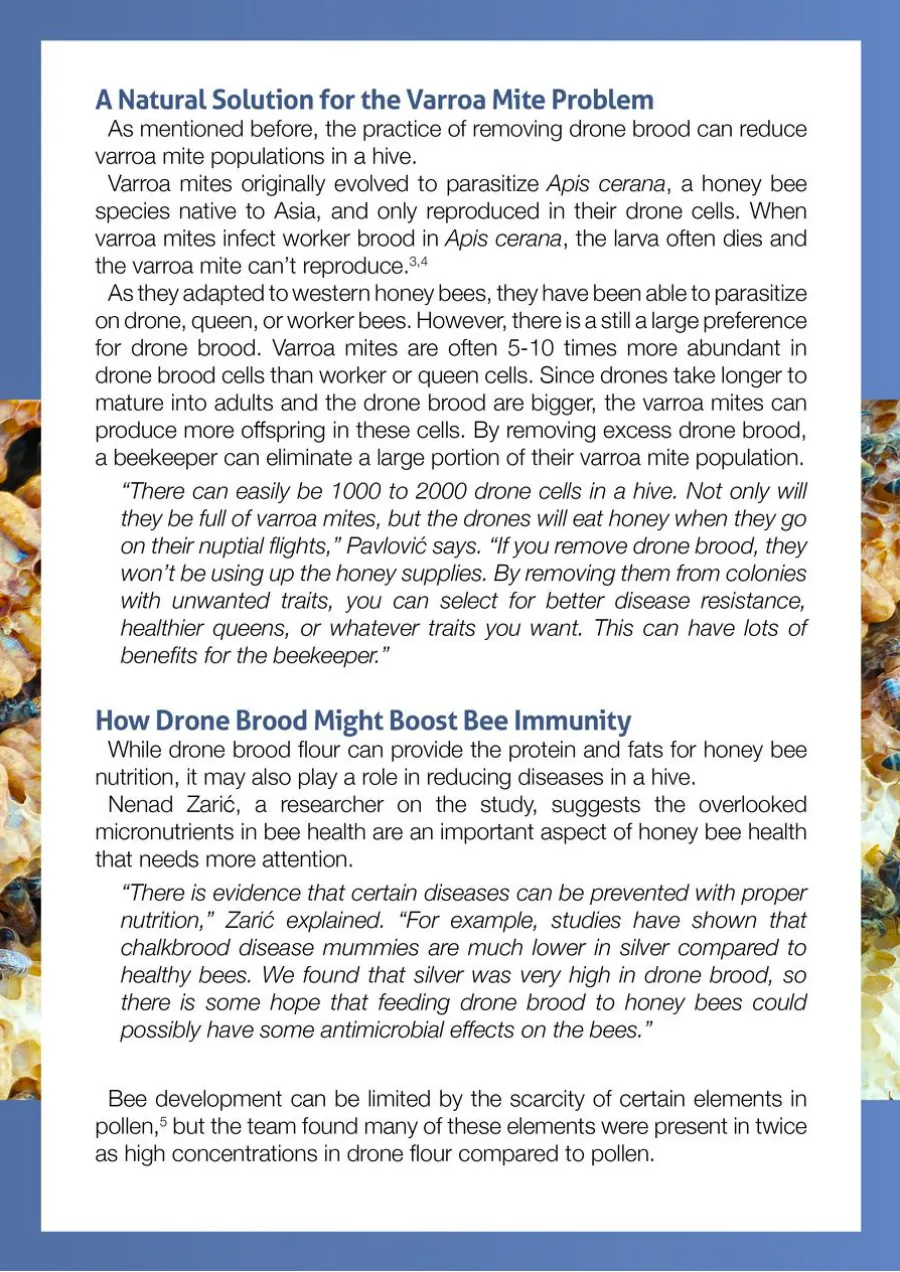 A Natural Solution for the Varroa Mite Problem
As mentioned before, the practice of removing drone brood can reduce
varroa mite populations in a hive.
Varroa mites originally evolved to parasitize Apis cerana, a honey bee
species native to Asia, and only reproduced in their drone cells. When
varroa mites infect worker brood in Apis cerana, the larva often dies and
the varroa mite can’t reproduce.3,4
As they adapted to western honey bees, they have been able to parasitize
on drone, queen, or worker bees. However, there is a still a large preference
for drone brood. Varroa mites are often 5-10 times more abundant in
drone brood cells than worker or queen cells. Since drones take longer to
mature into adults and the drone brood are bigger, the varroa mites can
produce more offspring in these cells. By removing excess drone brood,
a beekeeper can eliminate a large portion of their varroa mite population.
“There can easily be 1000 to 2000 drone cells in a hive. Not only will
they be full of varroa mites, but the drones will eat honey when they go
on their nuptial flights,” Pavlović says. “If you remove drone brood, they
won’t be using up the honey supplies. By removing them from colonies
with unwanted traits, you can select for better disease resistance,
healthier queens, or whatever traits you want. This can have lots of
benefits for the beekeeper.”
How Drone Brood Might Boost Bee Immunity
While drone brood flour can provide the protein and fats for honey bee
nutrition, it may also play a role in reducing diseases in a hive.
Nenad Zarić, a researcher on the study, suggests the overlooked
micronutrients in bee health are an important aspect of honey bee health
that needs more attention.
“There is evidence that certain diseases can be prevented with proper
nutrition,” Zarić explained. “For example, studies have shown that
chalkbrood disease mummies are much lower in silver compared to
healthy bees. We found that silver was very high in drone brood, so
there is some hope that feeding drone brood to honey bees could
possibly have some antimicrobial effects on the bees.”
Bee development can be limited by the scarcity of certain elements in
pollen,5 but the team found many of these elements were present in twice
as high concentrations in drone flour compared to pollen.